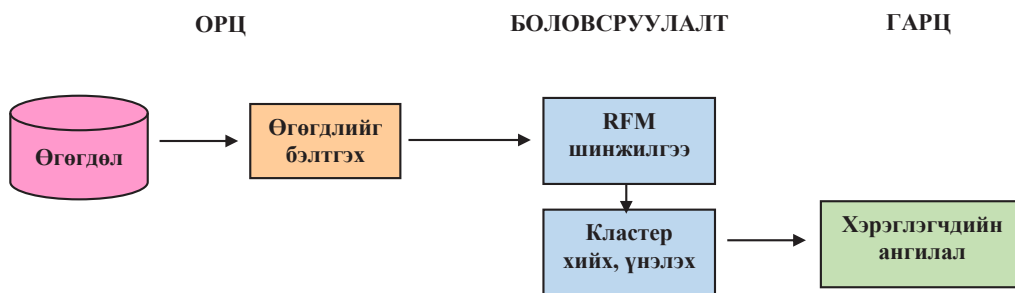 ОРЦ
БОЛОВСРУУЛАЛТ
ГАРЦ
Өгөгдөл
Өгөгдлийг
бэлтгэх
RFM
шинжилгээ
Кластер
хийх, үнэлэх
Хэрэглэгчдийн
ангилал